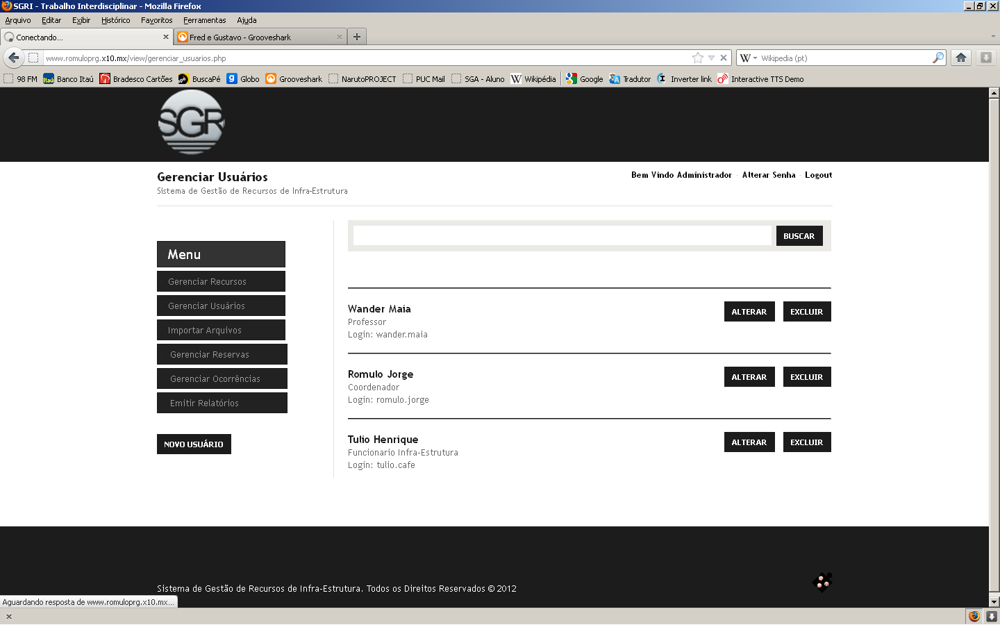 SGRI - Trabalho Interdisciplinar - Mozilla Firefox
Arquivo Editar Exibir Histórico Favoritos Ferramentas Ajuda
Conectando... Fred e Gustavo - Grooveshark
www.romuloprg.x10.mx/view/gerenciar_usuarios.php W Wikipedia (pt)
98 FM Itaú Banco Itaú Bradesco Cartões BuscaPé g Globo Grooveshark NarutoPROJECT PUC Mail SGA - Aluno W Wikipédia Google Tradutor Inverter link Interactive TTS Demo
SGR
Gerenciar Usuários
Bem Vindo Administrador - Alterar Senha - Logout
Sistema de Gestão de Recursos de Infra-Estrutura
BUSCAR
Menu
Gerenciar Recursos
Gerenciar Usuários
Importar Arquivos
Gerenciar Reservas
Gerenciar Ocorrências
Emitir Relatórios
NOVO USUÁRIO
Wander Maia
Professor
Login: wander.maia
ALTERAR EXCLUIR
Romulo Jorge
Coordenador
Login: romulo.jorge
ALTERAR EXCLUIR
Tulio Henrique
Funcionario Infra-Estrutura
Login: tulio.cafe
ALTERAR EXCLUIR
Sistema de Gestão de Recursos de Infra-Estrutura. Todos os Direitos Reservados © 2012
Aguardando resposta de www.romuloprg.x10.mx...